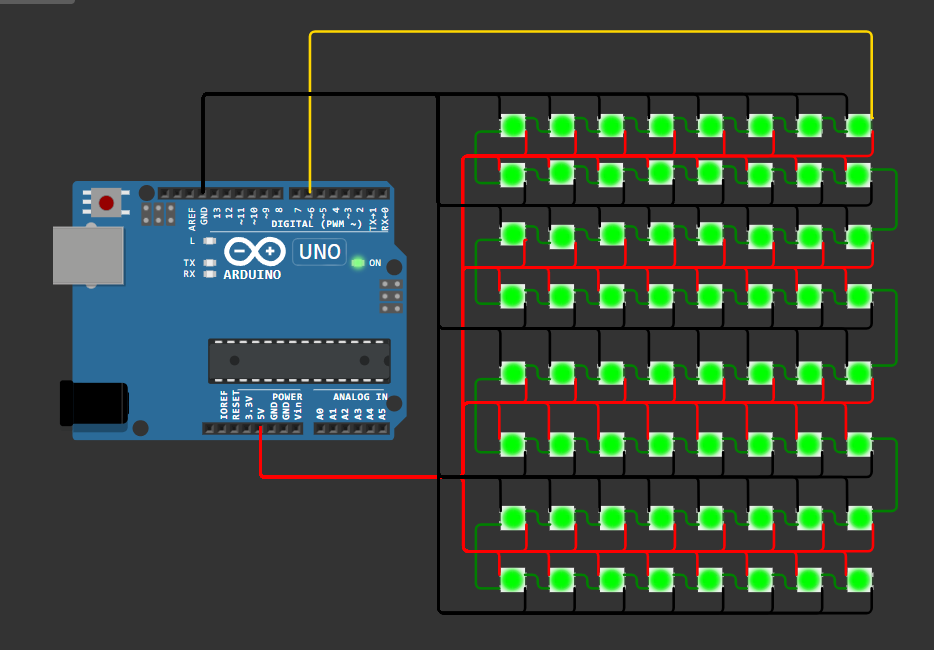 AREF
GND
13
12
~11
~10
~9
8
7
~6
~5
4
~3
2
TX→1
RX←0
DIGITAL (PWM ~)
L
UNO
TX
RX
ON
ARDUINO
IOREF
RESET
3.3V
5V
GND
GND
Vin
POWER
ANALOG IN
A0
A1
A2
A3
A4
A5